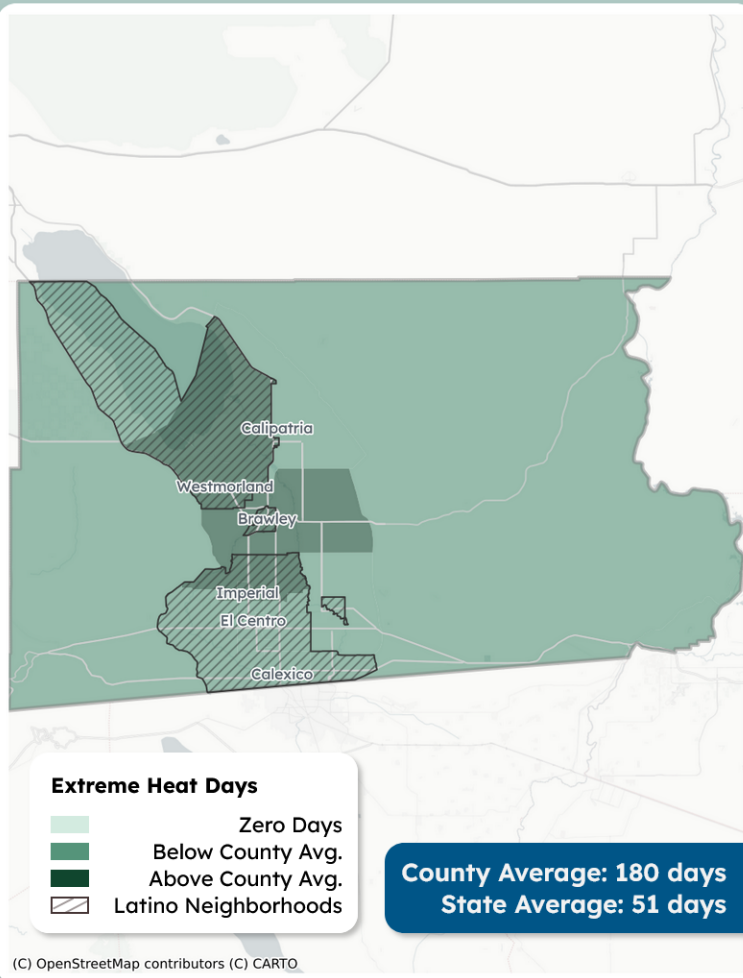 Calipatria
Westmorland
Brawley
Imperial
El Centro
Calexico
Extreme Heat Days
Zero Days
Below County Avg.
Above County Avg.
Latino Neighborhoods
County Average: 180 days
State Average: 51 days
(C) OpenStreetMap contributors (C) CARTO